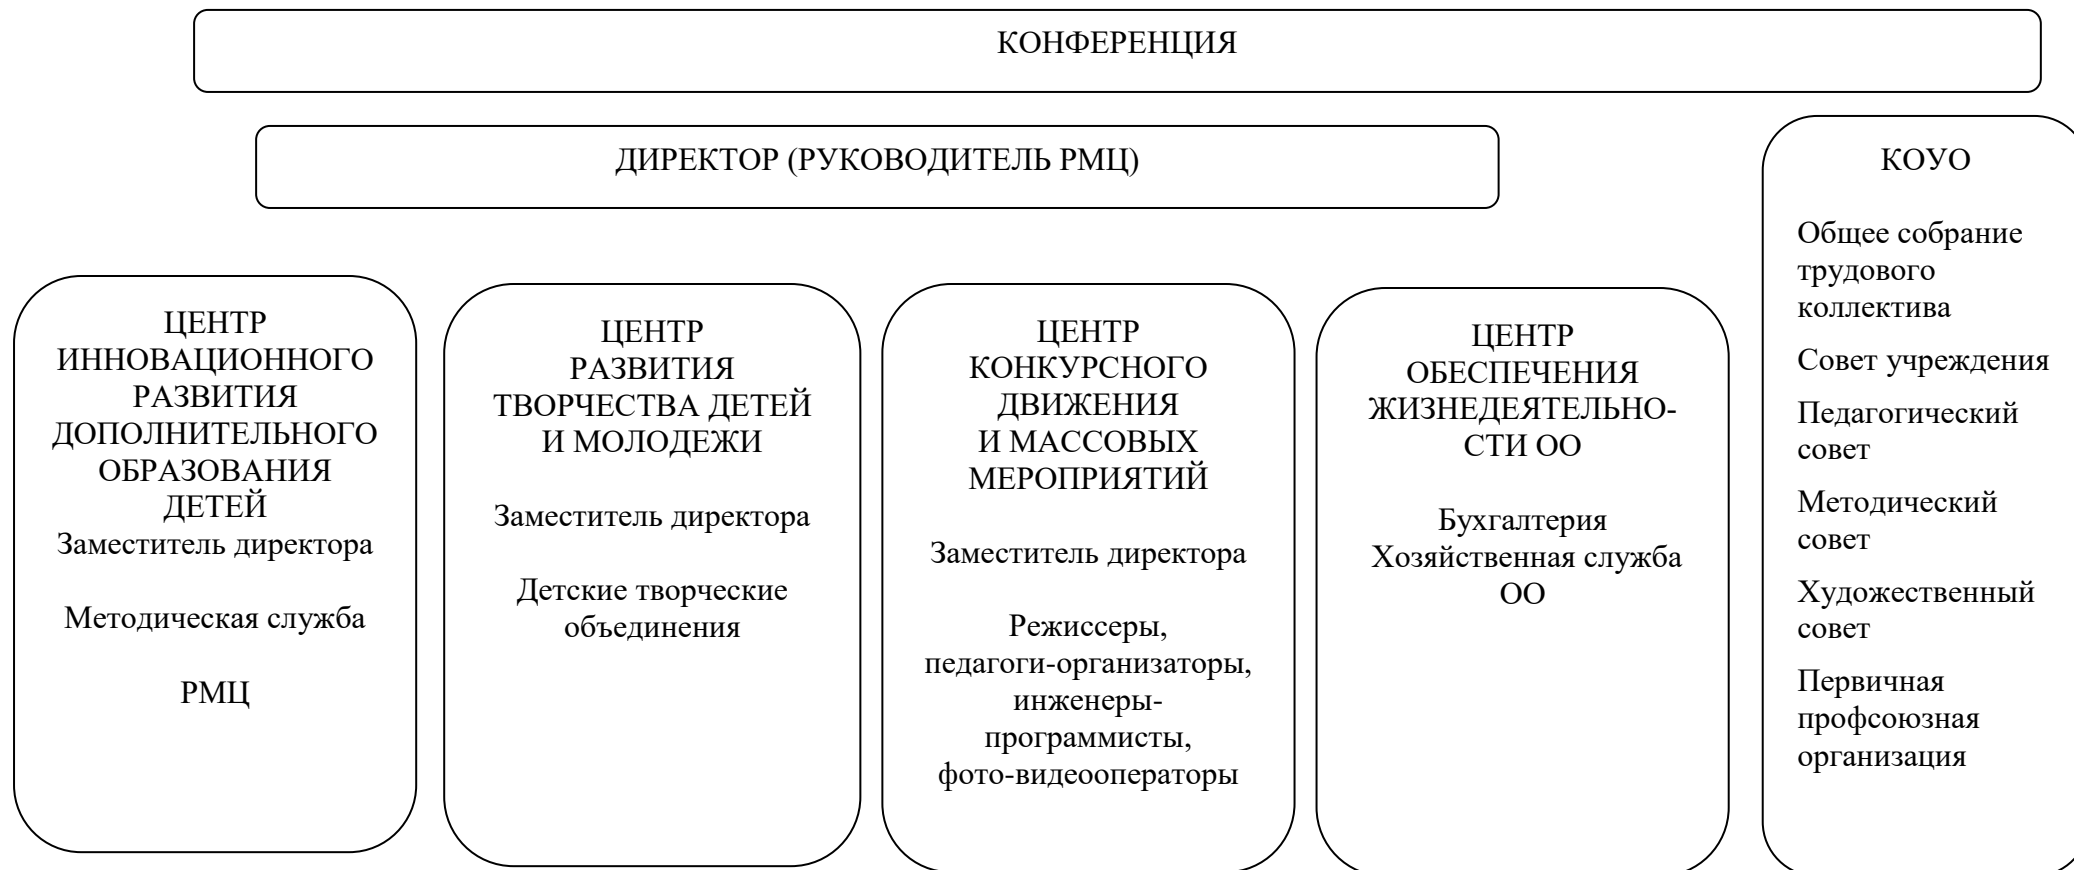 КОНФЕРЕНЦИЯ
ДИРЕКТОР (РУКОВОДИТЕЛЬ РМЦ)
ЦЕНТР
ИННОВАЦИОННОГО
РАЗВИТИЯ
ДОПОЛНИТЕЛЬНОГО
ОБРАЗОВАНИЯ
ДЕТЕЙ
Заместитель директора
Методическая служба
РМЦ
ЦЕНТР
РАЗВИТИЯ
ТВОРЧЕСТВА ДЕТЕЙ
И МОЛОДЕЖИ
Заместитель директора
Детские творческие
объединения
ЦЕНТР
КОНКУРСНОГО
ДВИЖЕНИЯ
И МАССОВЫХ
МЕРОПРИЯТИЙ
Заместитель директора
Режиссеры,
педагоги-организаторы,
инженеры-
программисты,
фото-видеооператоры
ЦЕНТР
ОБЕСПЕЧЕНИЯ
ЖИЗНЕДЕЯТЕЛЬНО-
СТИ ОО
Бухгалтерия
Хозяйственная служба
ОО
КОУО
Общее собрание
трудового
коллектива
Совет учреждения
Педагогический
совет
Методический
совет
Художественный
совет
Первичная
профсоюзная
организация